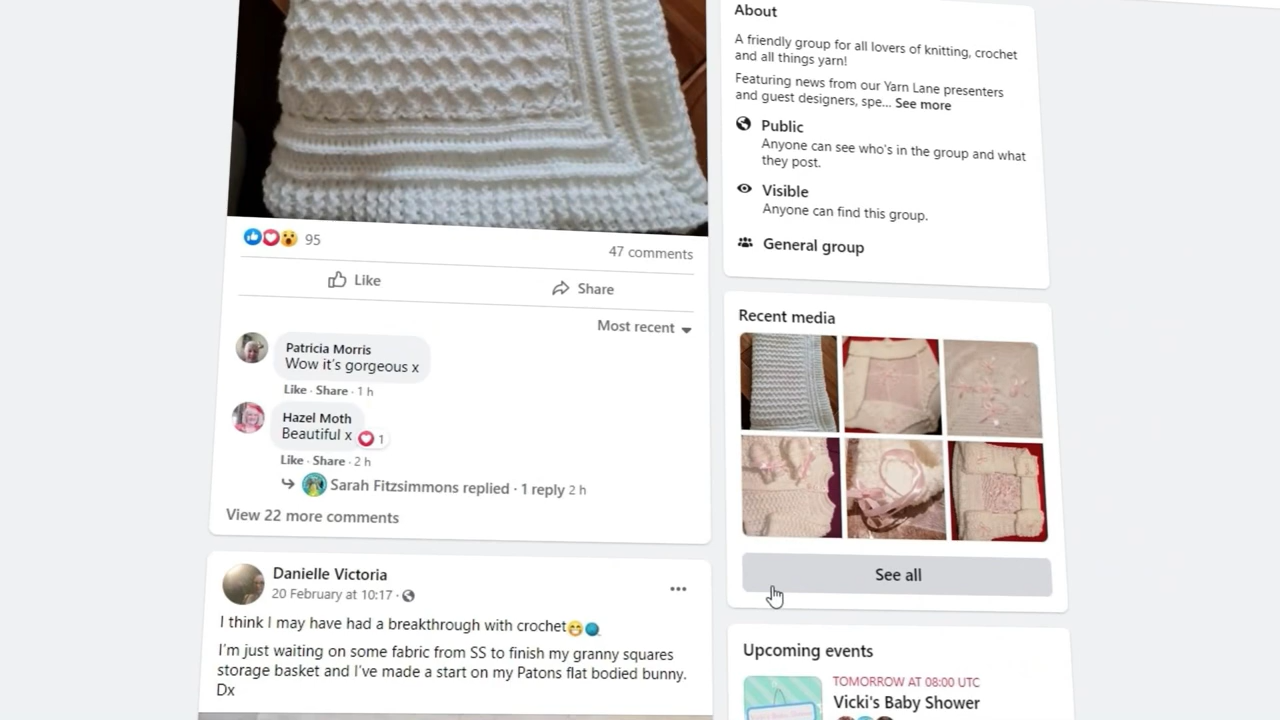 95
47 comments
Like
Share
Most recent
Patricia Morris
Wow it's gorgeous x
Like · Share · 1 h
Hazel Moth
Beautiful x
1
Like · Share · 2 h
Sarah Fitzsimmons replied · 1 reply 2 h
View 22 more comments
Danielle Victoria
20 February at 10:17 ·
I think I may have had a breakthrough with crochet
I'm just waiting on some fabric from SS to finish my granny squares
storage basket and I've made a start on my Patons flat bodied bunny.
Dx
About
A friendly group for all lovers of knitting, crochet
and all things yarn!
Featuring news from our Yarn Lane presenters
and guest designers, spe... See more
Public
Anyone can see who's in the group and what
they post.
Visible
Anyone can find this group.
General group
Recent media
See all
Upcoming events
TOMORROW AT 08:00 UTC
Vicki's Baby Shower
Vicki's Baby Shower